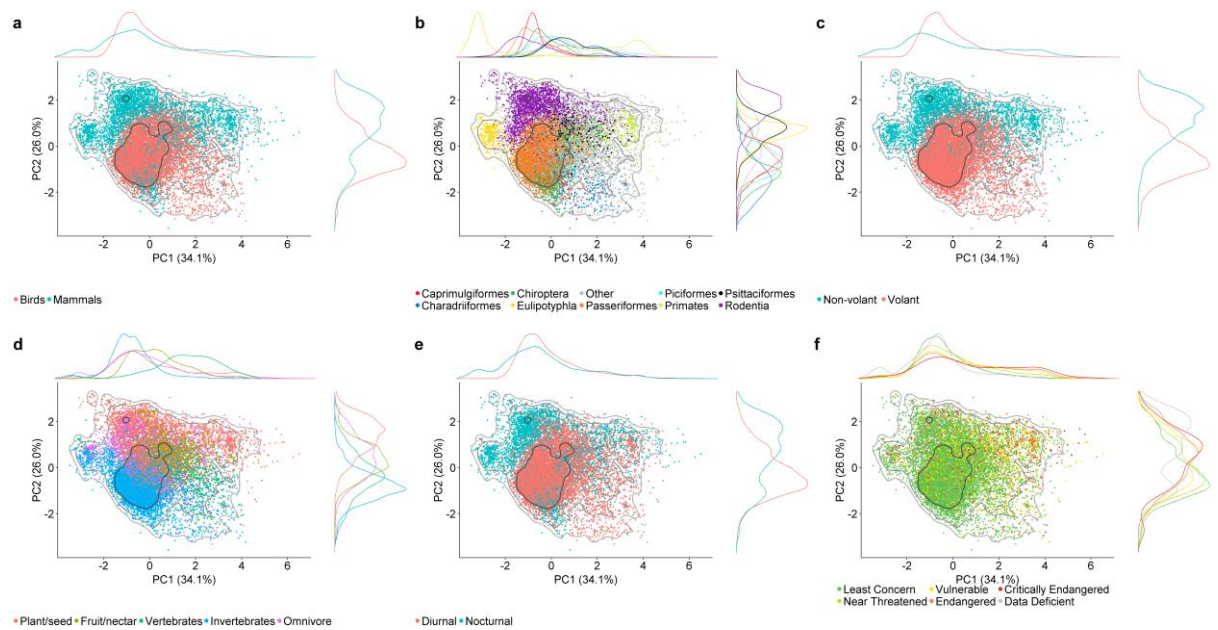 a
b
c
2
0
-2
PC2 (26.0%)
-2 0 2 4 6
PC1 (34.1%)
2
0
-2
PC2 (26.0%)
-2 0 2 4 6
PC1 (34.1%)
2
0
-2
PC2 (26.0%)
-2 0 2 4 6
PC1 (34.1%)
Birds Mammals
Caprimulgiformes Chiroptera Other Piciformes Psittaciformes
Charadriiformes Eulipotyphla Passeriformes Primates Rodentia
Non-volant Volant
d
e
f
2
0
-2
PC2 (26.0%)
-2 0 2 4 6
PC1 (34.1%)
2
0
-2
PC2 (26.0%)
-2 0 2 4 6
PC1 (34.1%)
2
0
-2
PC2 (26.0%)
-2 0 2 4 6
PC1 (34.1%)
Plant/seed Fruit/nectar Vertebrates Invertebrates Omnivore
Diurnal Nocturnal
Least Concern Vulnerable Critically Endangered
Near Threatened Endangered Data Deficient